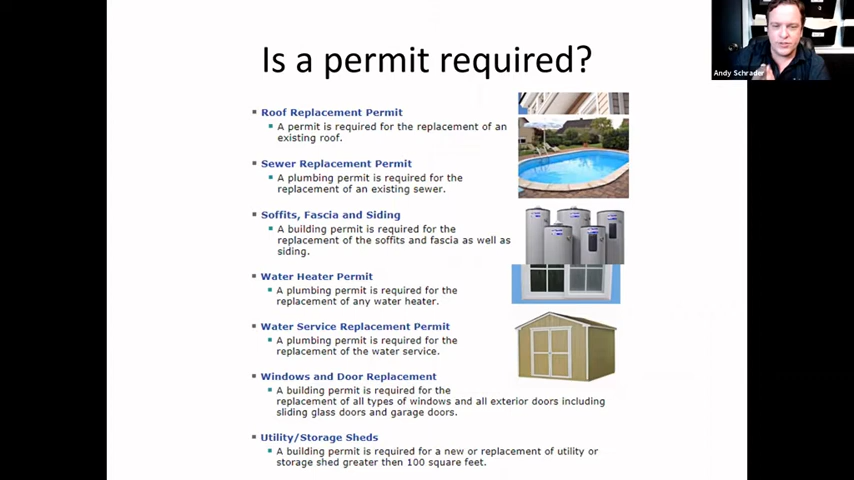 Is a permit required?
Andy Schrader
Roof Replacement Permit
A permit is required for the replacement of an
existing roof.
Sewer Replacement Permit
A plumbing permit is required for the
replacement of an existing sewer.
Soffits, Fascia and Siding
A building permit is required for the
replacement of the soffits and fascia as well as
siding.
Water Heater Permit
A plumbing permit is required for the
replacement of any water heater.
Water Service Replacement Permit
A plumbing permit is required for the
replacement of the water service.
Windows and Door Replacement
A building permit is required for the
replacement of all types of windows and all exterior doors including
sliding glass doors and garage doors.
Utility/Storage Sheds
A building permit is required for a new or replacement of utility or
storage shed greater then 100 square feet.